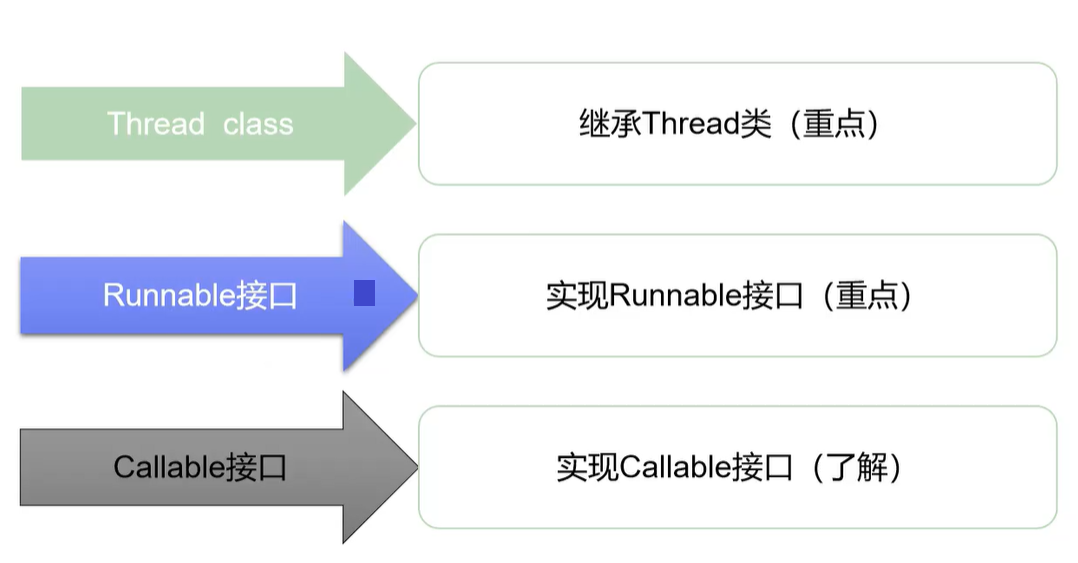 Thread class
继承Thread类（重点）
Runnable接口
实现Runnable接口（重点）
Callable接口
实现Callable接口（了解）